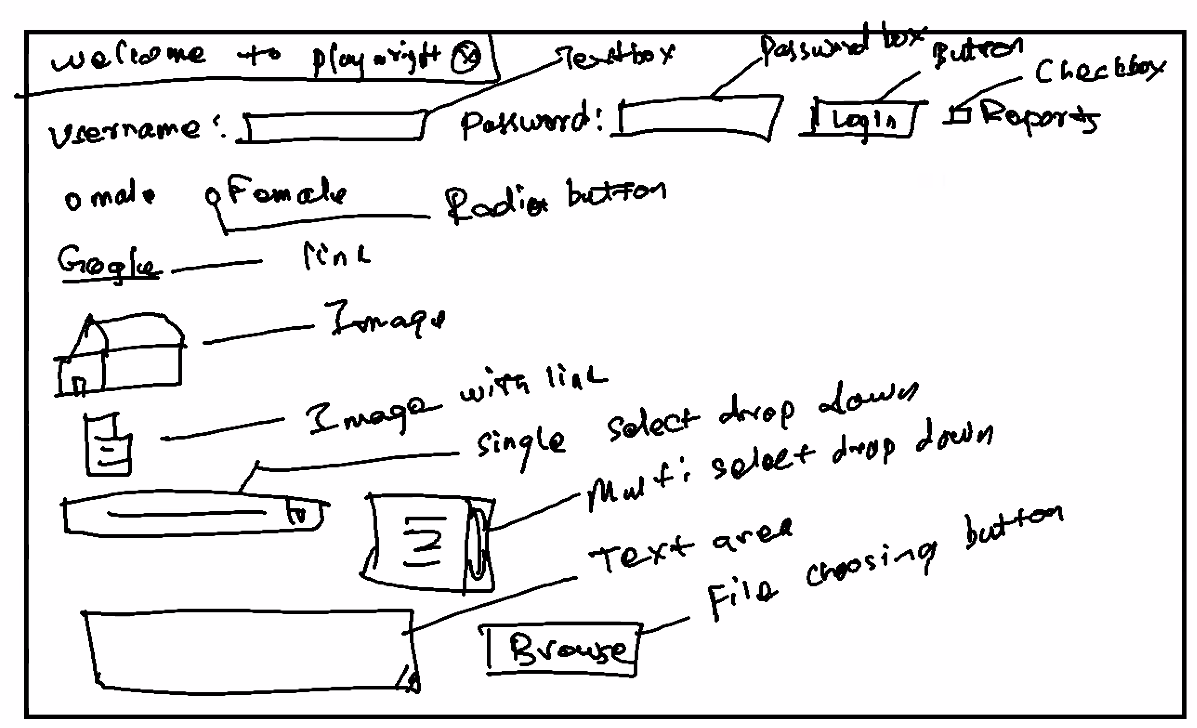 Welcome to playwright Textbox Password box Button Checkbox
Username: Password: Login Reports
male Female Radio button
Google link
Image
Image with link
single select drop down
Multi select drop down
Text area
File choosing button
Browse